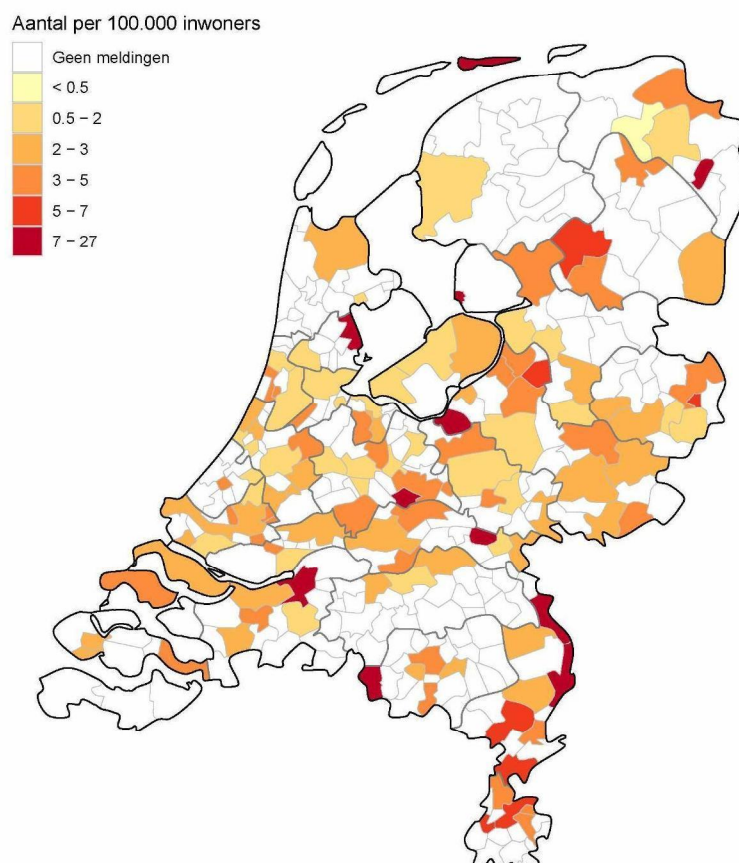 Aantal per 100.000 inwoners
Geen meldingen
< 0.5
0.5 – 2
2 – 3
3 – 5
5 – 7
7 – 27